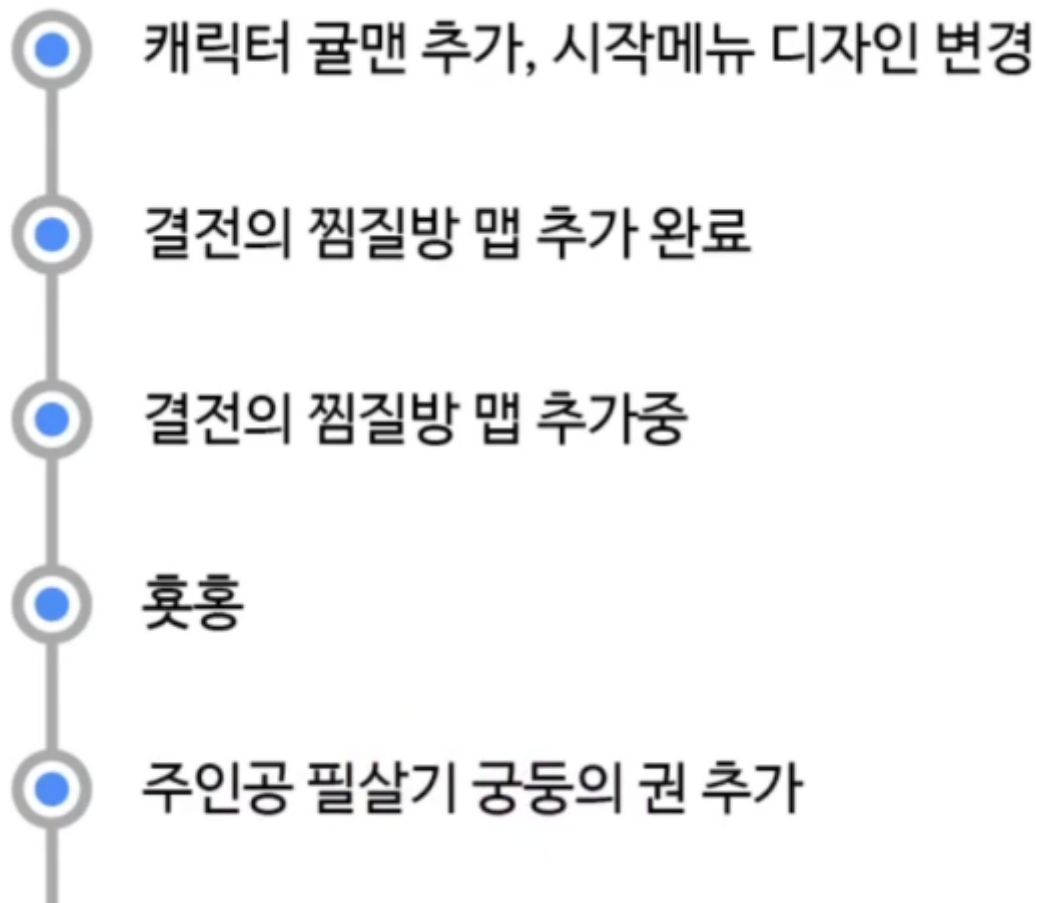 캐릭터 귤맨 추가, 시작메뉴 디자인 변경
결전의 찜질방 맵 추가 완료
결전의 찜질방 맵 추가중
횻홍
주인공 필살기 궁둥의 권 추가